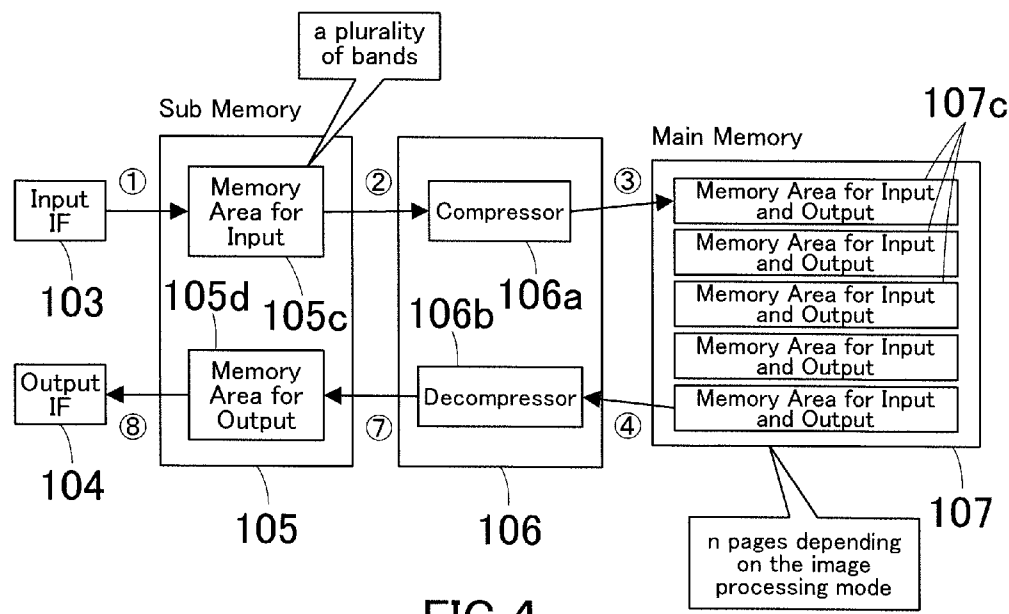 a plurality
of bands
Sub Memory
107c
Main Memory
①
②
③
Input
IF
Memory
Area for
Input
Compressor
Memory Area for Input
and Output
Memory Area for Input
and Output
103
105d
105c
106b
106a
Memory Area for Input
and Output
Output
IF
Memory
Area for
Output
Decompressor
Memory Area for Input
and Output
Memory Area for Input
and Output
⑧
⑦
④
104
105
106
107
n pages depending
on the image
processing mode
FIG.4